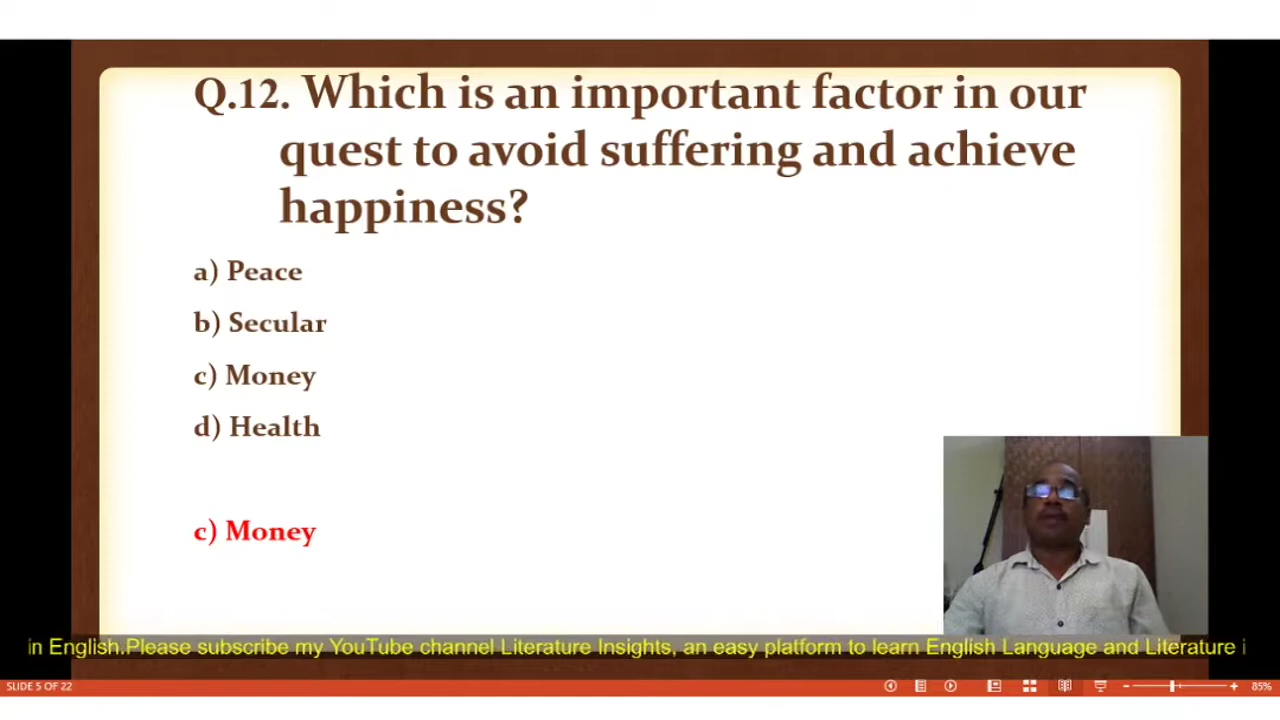 Q.12. Which is an important factor in our
quest to avoid suffering and achieve
happiness?
a) Peace
b) Secular
c) Money
d) Health
c) Money
in English.Please subscribe my YouTube channel Literature Insights, an easy platform to learn English Language and Literature i
SLIDE 5 OF 22
85%